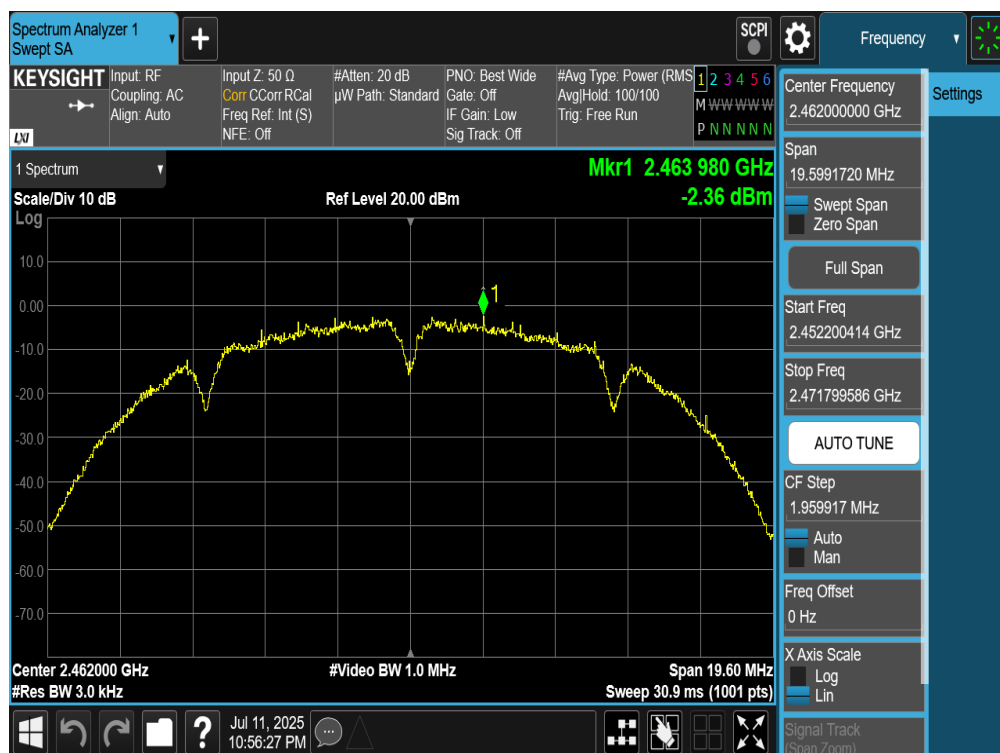 Spectrum Analyzer 1
Swept SA
+
SCPI
Frequency
KEYSIGHT
LXI
Input: RF
Coupling: AC
Align: Auto
Input Z: 50 Ω
Corr CCorr RCal
Freq Ref: Int (S)
NFE: Off
#Atten: 20 dB
µW Path: Standard
PNO: Best Wide
Gate: Off
IF Gain: Low
Sig Track: Off
#Avg Type: Power (RMS
Avg|Hold: 100/100
Trig: Free Run
1 2 3 4 5 6
M W W W W W
P N N N N N
1 Spectrum
Mkr1 2.463 980 GHz
-2.36 dBm
Scale/Div 10 dB
Ref Level 20.00 dBm
Log
10.0
0.00
-10.0
-20.0
-30.0
-40.0
-50.0
-60.0
-70.0
1
Center 2.462000 GHz
#Video BW 1.0 MHz
Span 19.60 MHz
#Res BW 3.0 kHz
Sweep 30.9 ms (1001 pts)
Jul 11, 2025
10:56:27 PM
?
Center Frequency
2.462000000 GHz
Settings
Span
19.5991720 MHz
Swept Span
Zero Span
Full Span
Start Freq
2.452200414 GHz
Stop Freq
2.471799586 GHz
AUTO TUNE
CF Step
1.959917 MHz
Auto
Man
Freq Offset
0 Hz
X Axis Scale
Log
Lin
Signal Track
(Span Zoom)